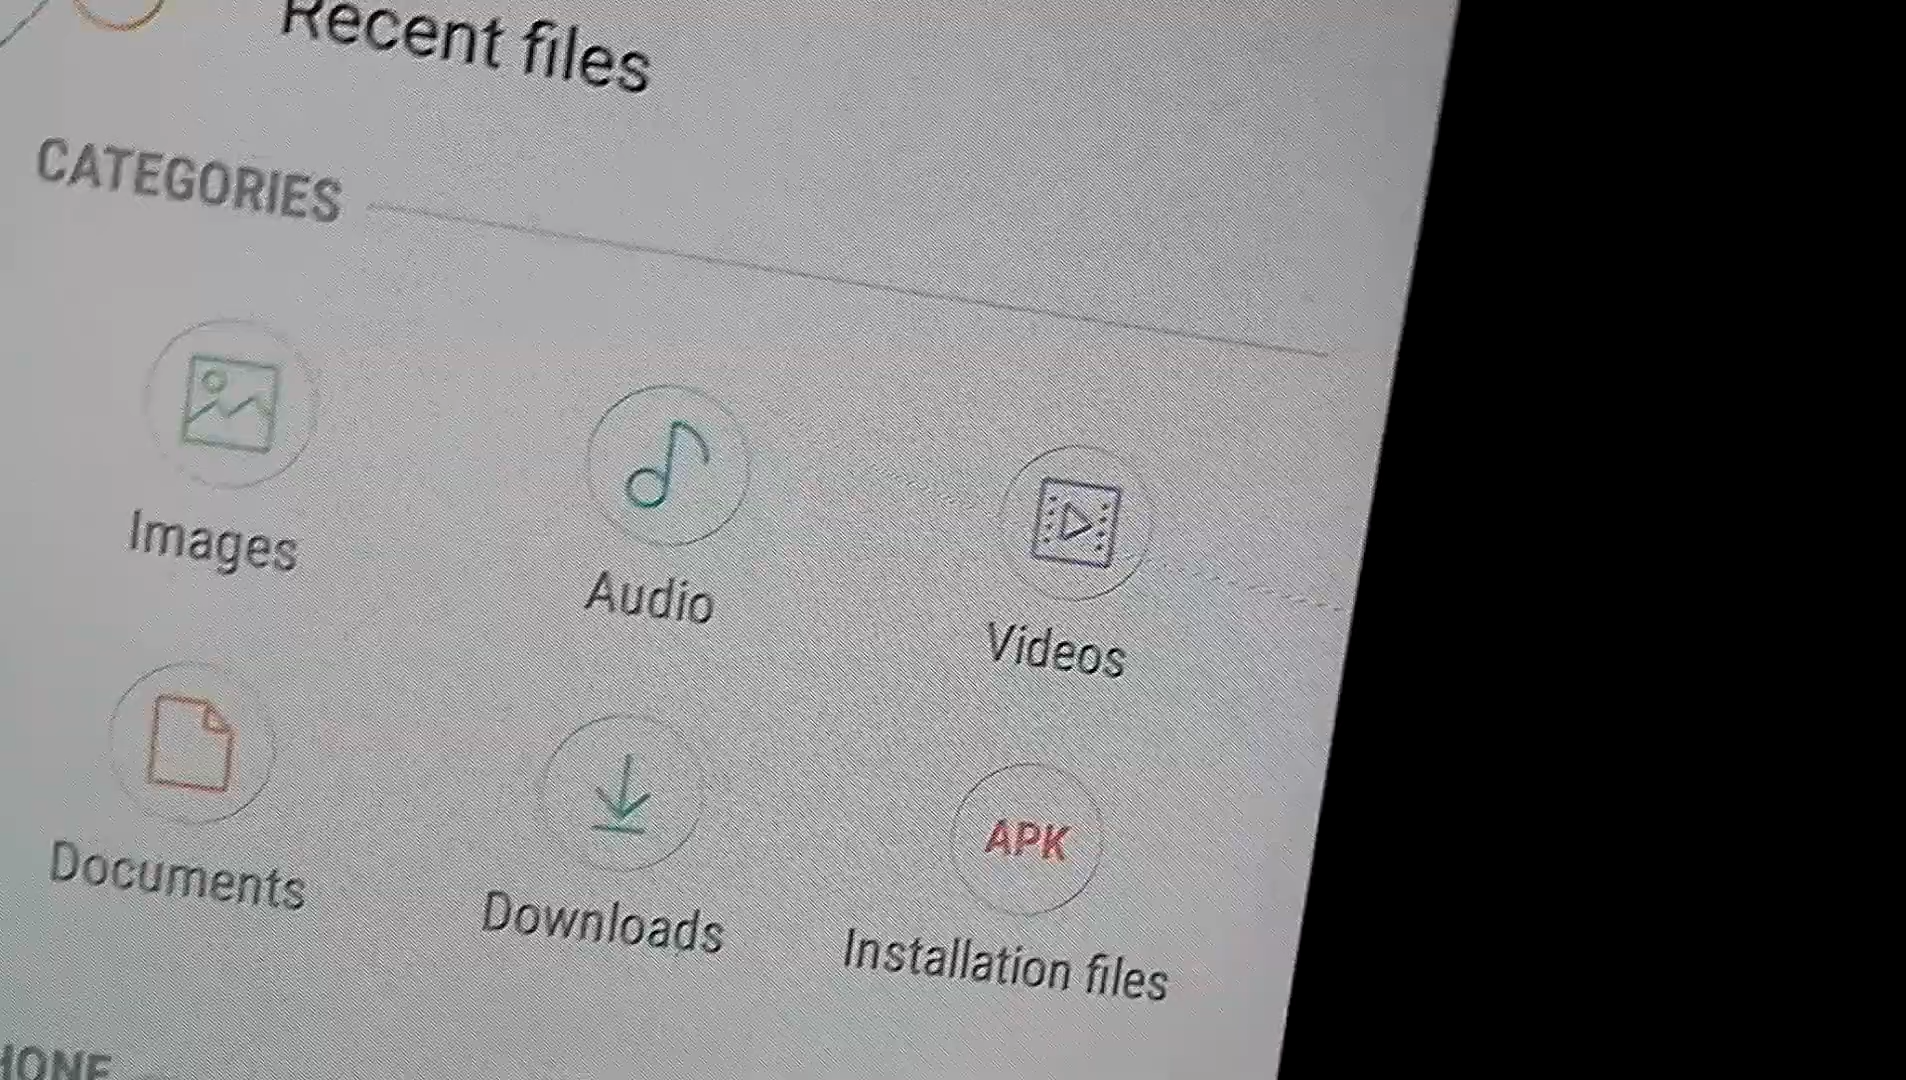 Recent files
CATEGORIES
Images
Audio
Videos
Documents
Downloads
APK
Installation files